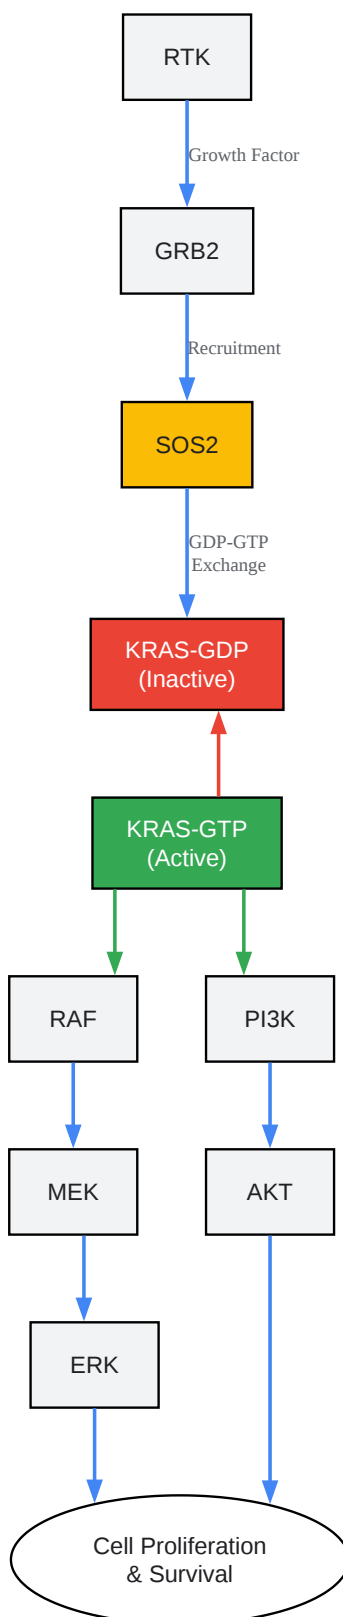 RTK
Growth Factor
GRB2
Recruitment
SOS2
GDP-GTP
Exchange
KRAS-GDP
(Inactive)
KRAS-GTP
(Active)
RAF
PI3K
MEK
AKT
ERK
Cell Proliferation
& Survival